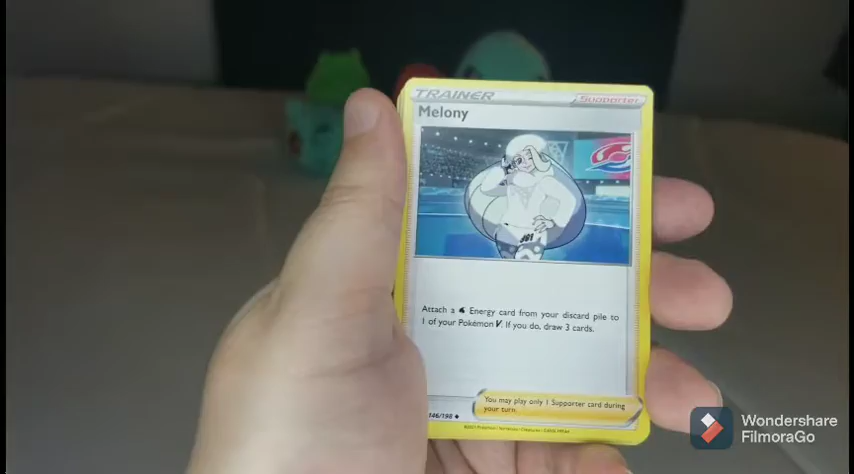 TRAINER
Supporter
Melony
Attach a Energy card from your discard pile to
1 of your Pokémon V. If you do, draw 3 cards.
You may play only 1 Supporter card during
your turn.
146/198
Wondershare
FilmoraGo